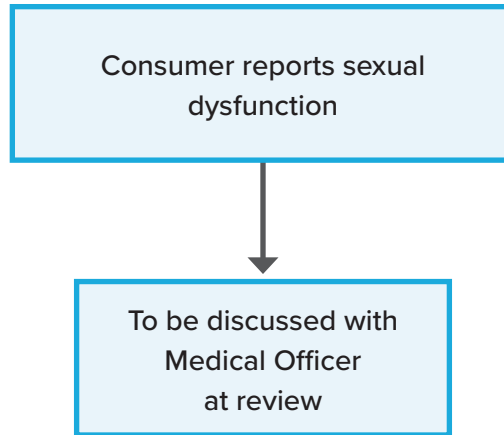 Consumer reports sexual
dysfunction
To be discussed with
Medical Officer
at review